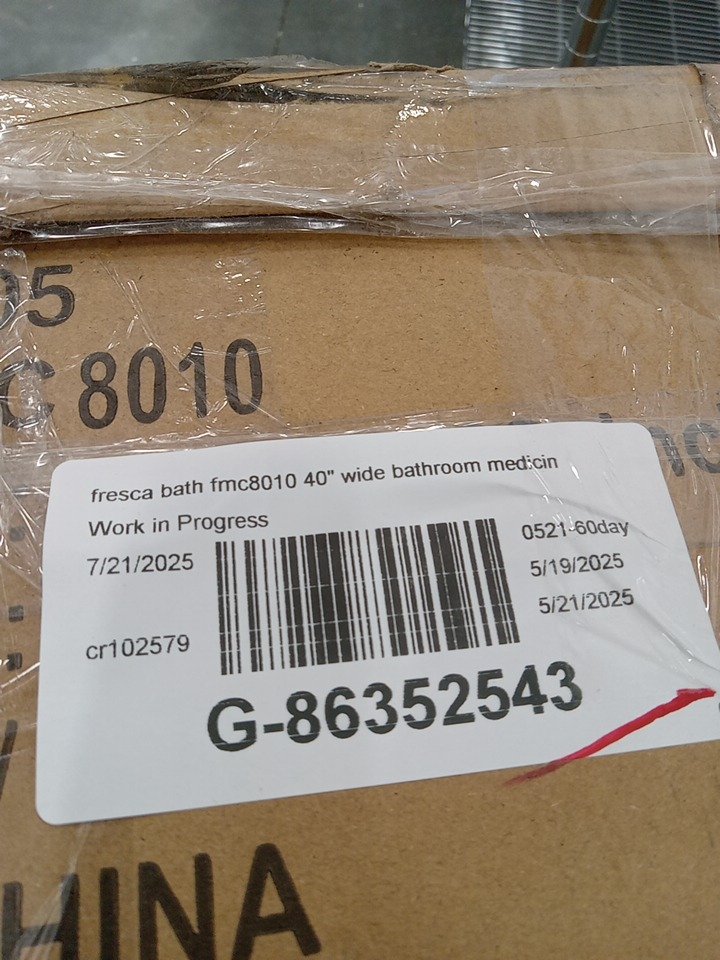 05
C 8010
fresca bath fmc8010 40" wide bathroom medicin
Work in Progress
7/21/2025
0521-60day
5/19/2025
5/21/2025
cr102579
G-86352543
HINA